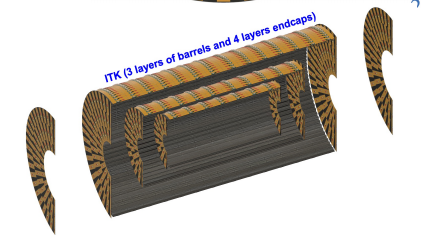 ITK (3 layers of barrels and 4 layers endcaps)